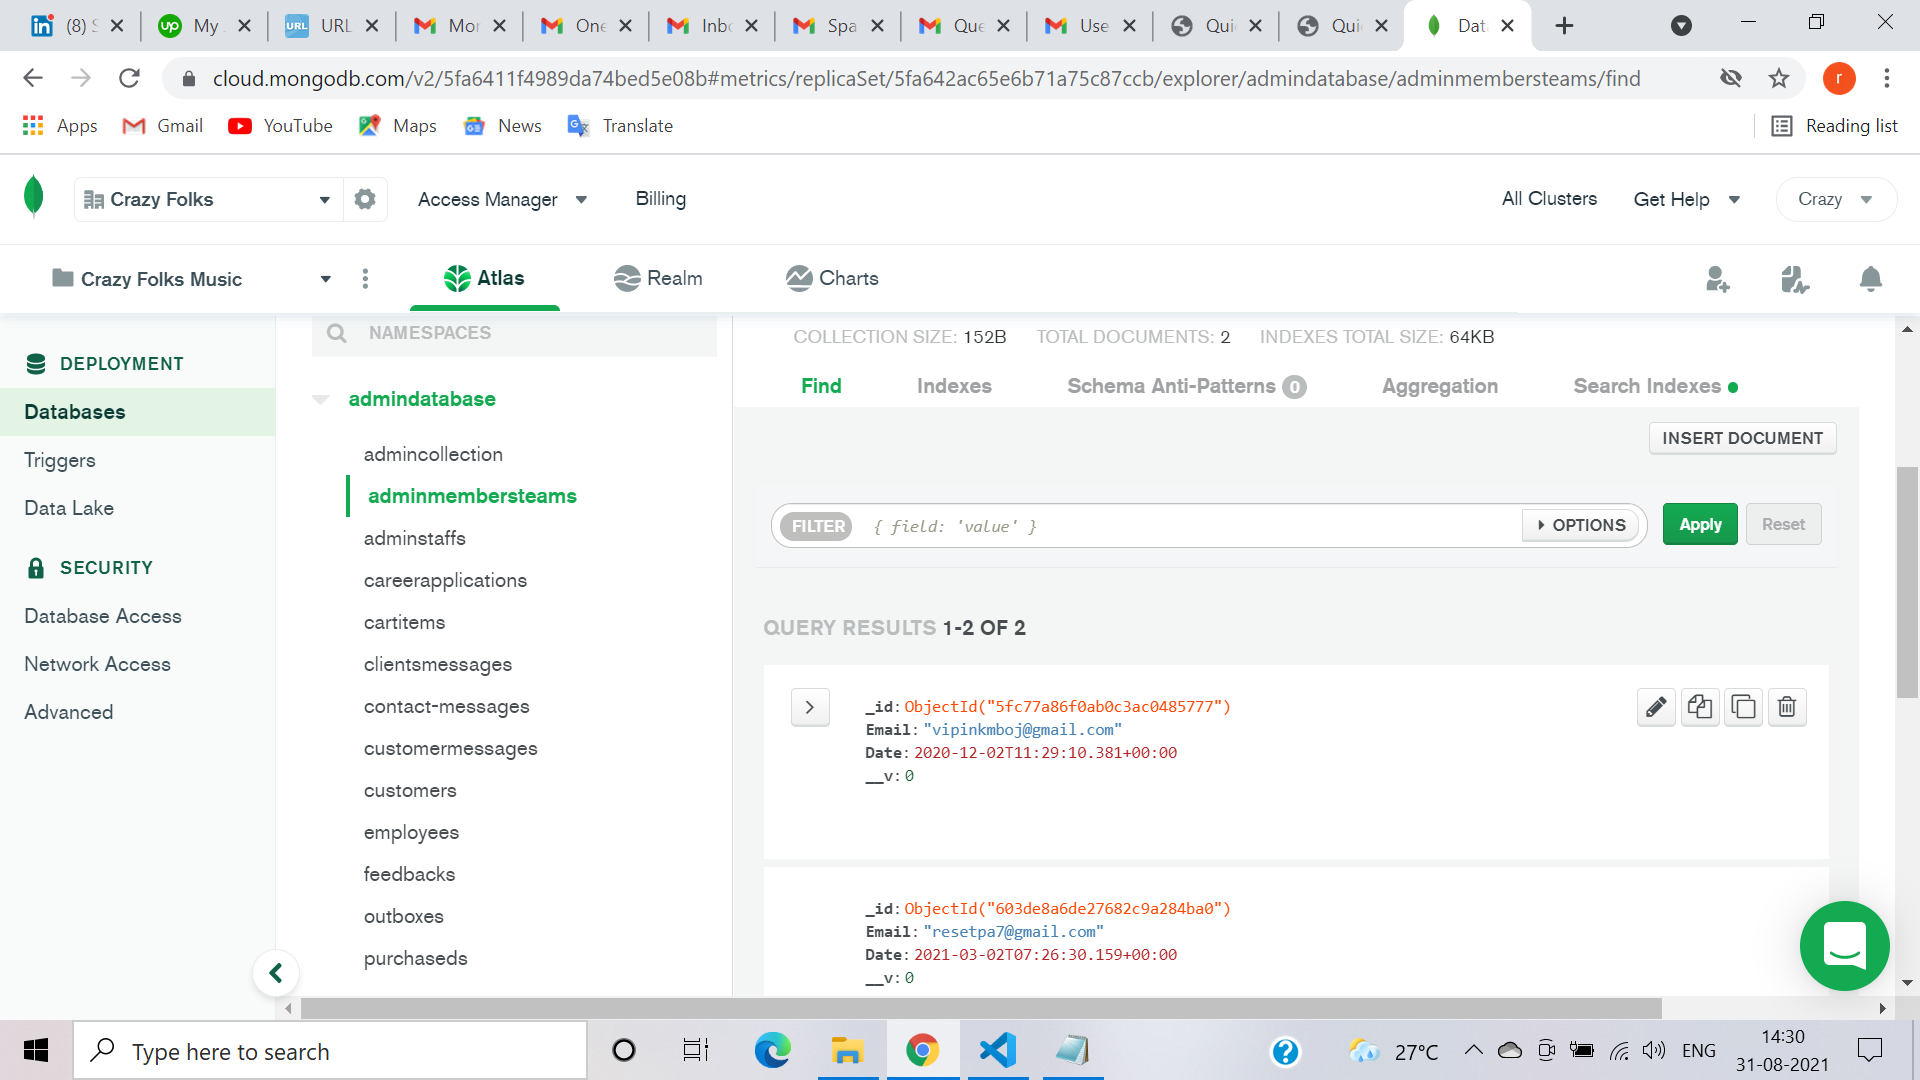 (8) S
My
URL
URL
Mor
One
Inbo
Spa
Que
Use
Qui
Qui
Data
cloud.mongodb.com/v2/5fa6411f4989da74bed5e08b#metrics/replicaSet/5fa642ac65e6b71a75c87ccb/explorer/admindatabase/adminmembersteams/find
r
Apps
Gmail
YouTube
Maps
News
Translate
Reading list
Crazy Folks
Access Manager
Billing
All Clusters
Get Help
Crazy
Crazy Folks Music
Atlas
Realm
Charts
DEPLOYMENT
Databases
Triggers
Data Lake
SECURITY
Database Access
Network Access
Advanced
NAMESPACES
admindatabase
admincollection
adminmembersteams
adminstaffs
careerapplications
cartitems
clientsmessages
contact-messages
customermessages
customers
employees
feedbacks
outboxes
purchaseds
COLLECTION SIZE: 152B TOTAL DOCUMENTS: 2 INDEXES TOTAL SIZE: 64KB
Find Indexes Schema Anti-Patterns 0 Aggregation Search Indexes
INSERT DOCUMENT
FILTER { field: 'value' } OPTIONS Apply Reset
QUERY RESULTS 1-2 OF 2
_id: ObjectId("5fc77a86f0ab0c3ac0485777")
Email: "vipinkmboj@gmail.com"
Date: 2020-12-02T11:29:10.381+00:00
__v: 0
_id: ObjectId("603de8a6de27682c9a284ba0")
Email: "resetpa7@gmail.com"
Date: 2021-03-02T07:26:30.159+00:00
__v: 0
Type here to search
27°C
ENG
14:30
31-08-2021